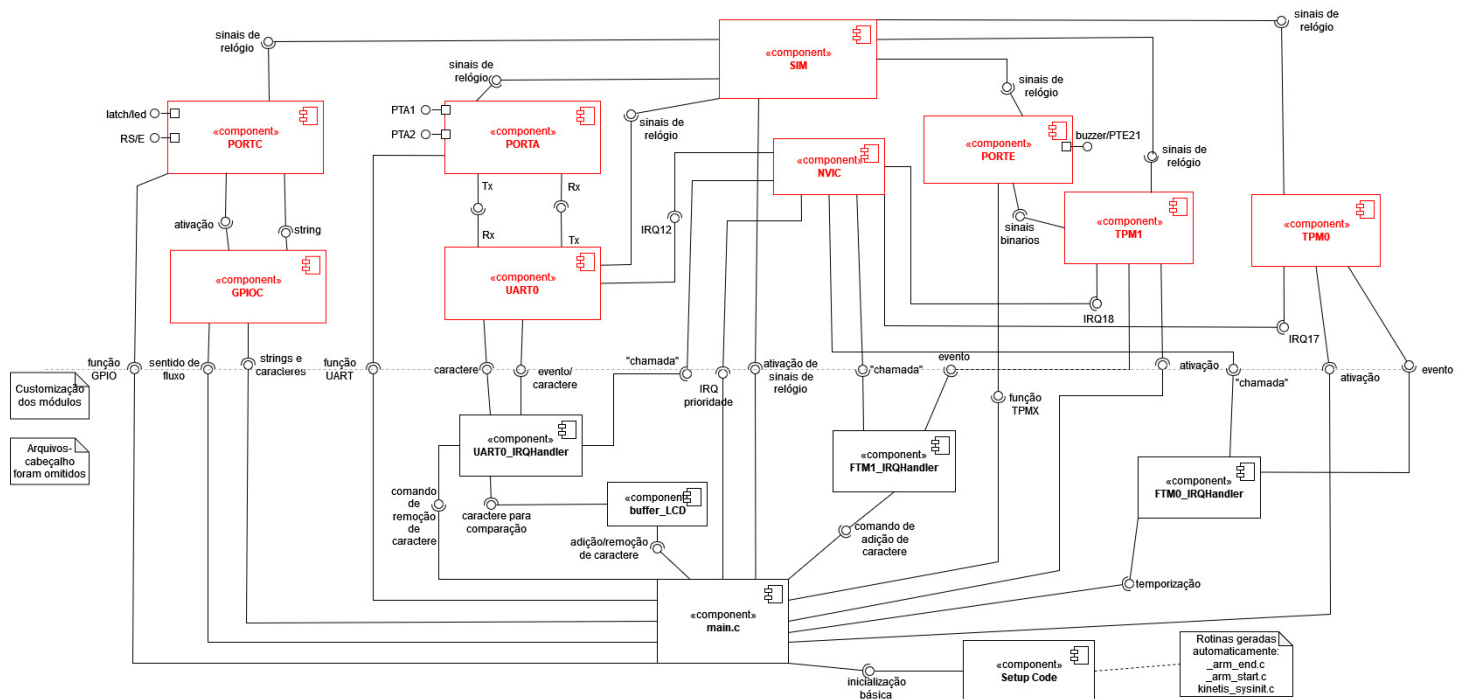 sinais de
relógio
«component»
SIM
sinais de
relógio
sinais de
relógio
sinais de
relógio
sinais de
relógio
sinais de
relógio
sinais de
relógio
latch/led
RS/E
«component»
PORTC
PTA1
PTA2
«component»
PORTA
«component»
PORTE
buzzer/PTE21
«component»
NVIC
Tx
Rx
Rx
Tx
IRQ12
ativação
string
sinais
binarios
«component»
TPM1
«component»
TPM0
«component»
GPIOC
«component»
UART0
IRQ18
IRQ17
função
GPIO
sentido de
fluxo
strings e
caracteres
função
UART
caractere
evento/
caractere
"chamada"
IRQ
prioridade
ativação de
sinais de
relógio
"chamada"
evento
função
TPMX
ativação
"chamada"
ativação
evento
Customização
dos módulos
Arquivos-
cabeçalho
foram omitidos
«component»
UART0_IRQHandler
«component»
FTM1_IRQHandler
«component»
FTM0_IRQHandler
comando
de
remoção
de
caractere
caractere para
comparação
«component»
buffer_LCD
adição/remoção
de caractere
comando de
adição de
caractere
temporização
«component»
main.c
inicialização
básica
«component»
Setup Code
Rotinas geradas
automaticamente:
_arm_end.c
_arm_start.c
kinetis_sysinit.c